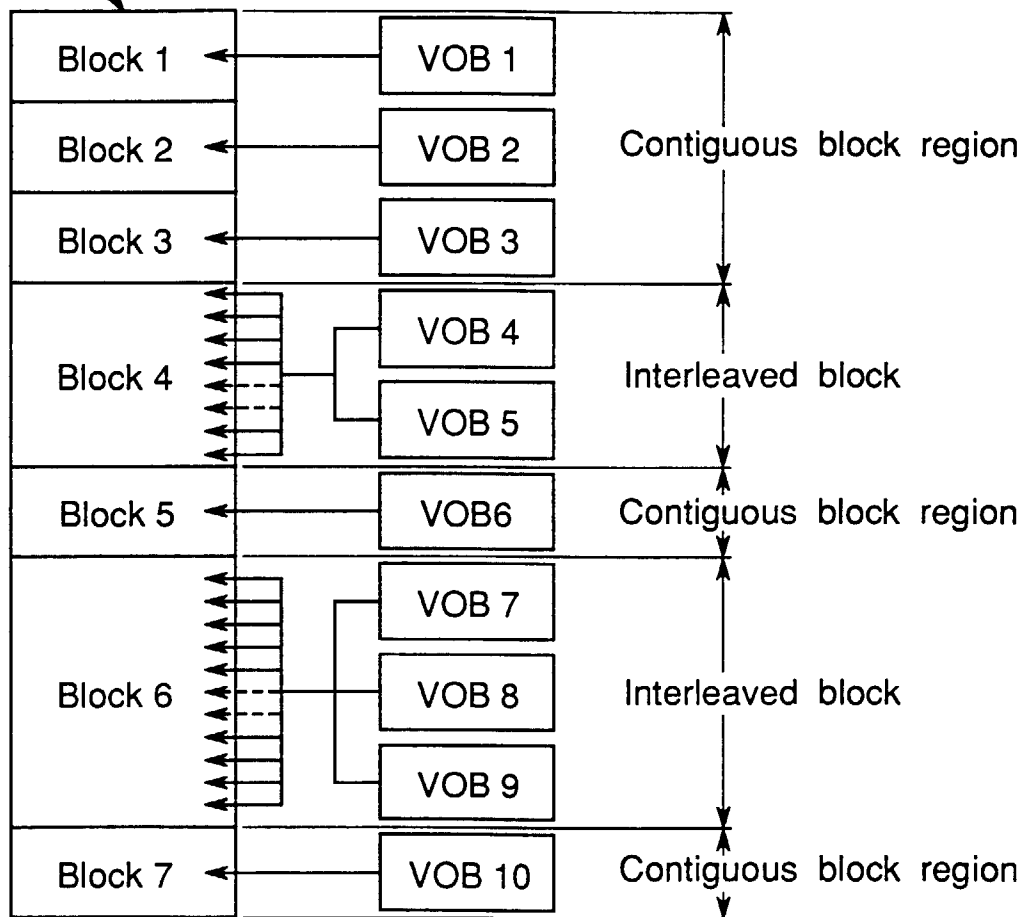 Block 1 VOB 1
Block 2 VOB 2 Contiguous block region
Block 3 VOB 3
VOB 4
Block 4 Interleaved block
VOB 5
Block 5 VOB6 Contiguous block region
VOB 7
Block 6 VOB 8 Interleaved block
VOB 9
Block 7 VOB 10 Contiguous block region